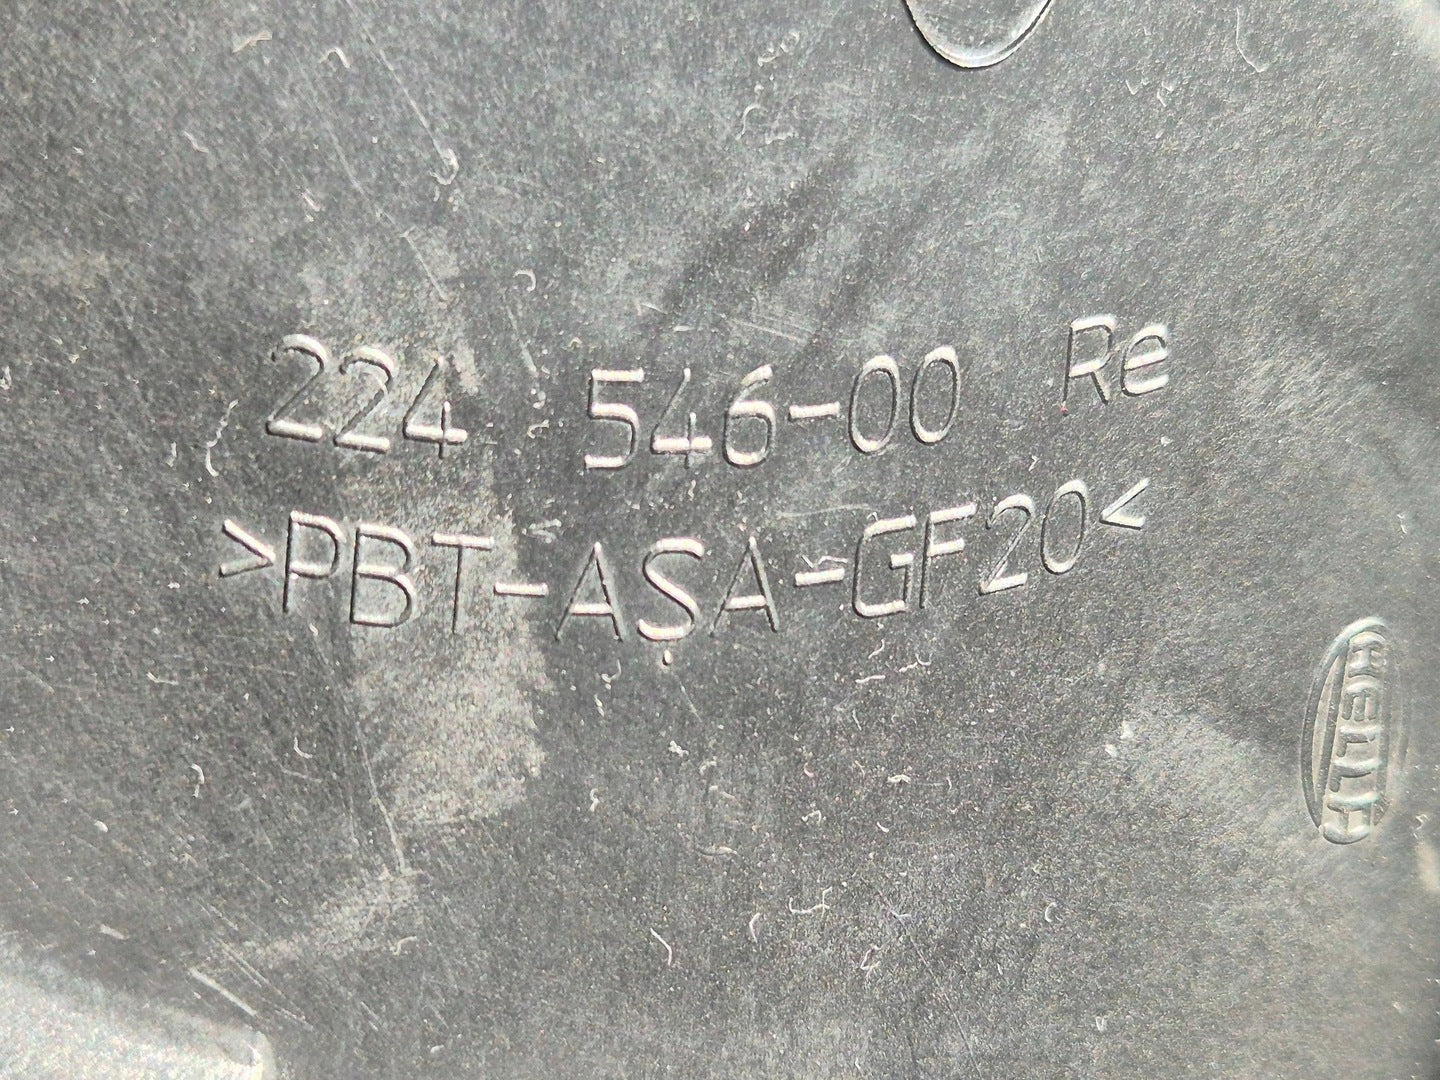 224 546-00 Re
>PBT-ASA-GF20<
HELLA